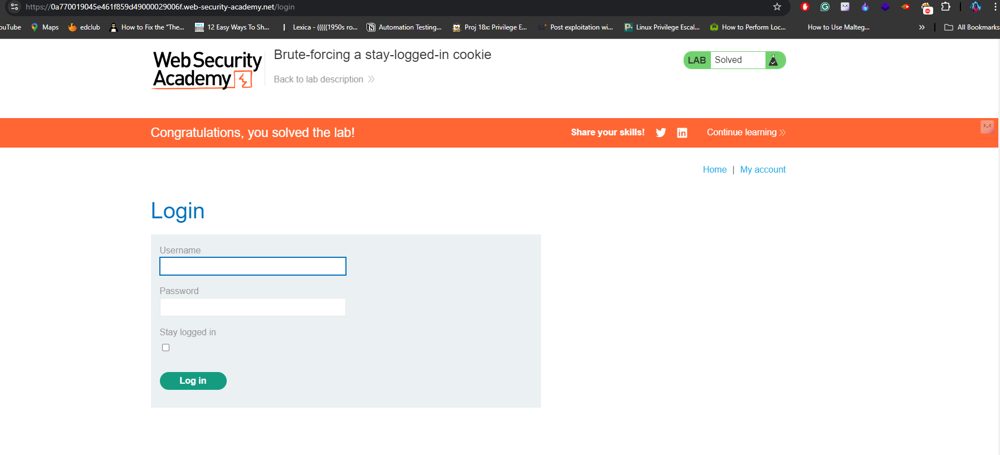 https://0a770019045e461f859d49000029006f.web-security-academy.net/login
ouTube Maps edclub How to Fix the “The... 12 Easy Ways To Sh... Lexica - (((((1950s ro... Automation Testing... Proj 18x: Privilege E... Post exploitation wi... Linux Privilege Escal... How to Perform Loc... How to Use Malteg... » All Bookmarks
Web Security
Academy
Brute-forcing a stay-logged-in cookie
Back to lab description
LAB Solved
Congratulations, you solved the lab!
Share your skills!
Continue learning
Home | My account
Login
Username
Password
Stay logged in
Log in